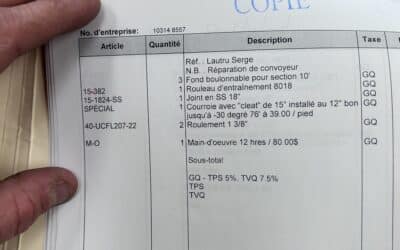 COPIE
No. d'entreprise: 10314 8557
Article Quantité Description Taxe
Réf. : Lautru Serge
N.B. : Réparation de convoyeur
3 Fond boulonnable pour section 10' GQ
15-382 1 Rouleau d'entraînement 8018 GQ
15-1824-SS 1 Joint en SS 18" GQ
SPÉCIAL 1 Courroie avec "cleat" de 15" installé au 12" bon GQ
jusqu'à -30 degré 76' à 39.00 / pied
40-UCFL207-22 2 Roulement 1 3/8" GQ
M-O 1 Main-d'oeuvre 12 hres / 80.00$ GQ
Sous-total:
GQ - TPS 5%, TVQ 7.5%
TPS
TVQ